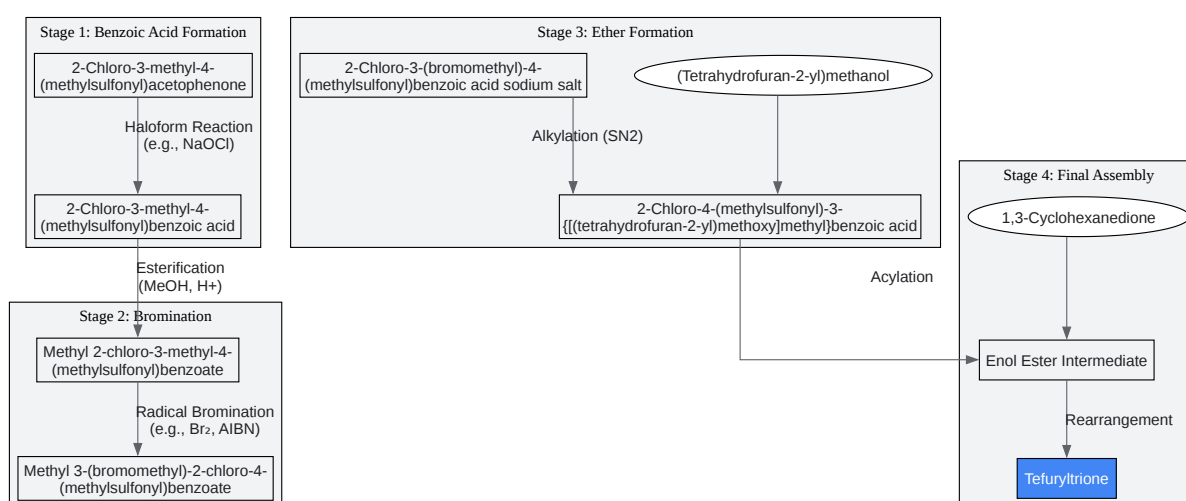 Stage 1: Benzoic Acid Formation
2-Chloro-3-methyl-4-
(methylsulfonyl)acetophenone
Haloform Reaction
(e.g., NaOCl)
2-Chloro-3-methyl-4-
(methylsulfonyl)benzoic acid
Esterification
(MeOH, H+)
Stage 2: Bromination
Methyl 2-chloro-3-methyl-4-
(methylsulfonyl)benzoate
Radical Bromination
(e.g., Br₂, AIBN)
Methyl 3-(bromomethyl)-2-chloro-4-
(methylsulfonyl)benzoate
Stage 3: Ether Formation
2-Chloro-3-(bromomethyl)-4-
(methylsulfonyl)benzoic acid sodium salt
(Tetrahydrofuran-2-yl)methanol
Alkylation (SN2)
2-Chloro-4-(methylsulfonyl)-3-
{[(tetrahydrofuran-2-yl)methoxy]methyl}benzoic acid
Acylation
Stage 4: Final Assembly
1,3-Cyclohexanedione
Enol Ester Intermediate
Rearrangement
Tefuryltrione